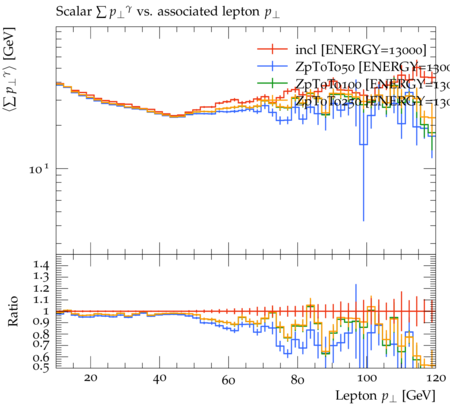 Scalar ∑ p⊥^γ vs. associated lepton p⊥
⟨∑ p⊥^γ⟩ [GeV]
incl [ENERGY=13000]
ZpT0To50 [ENERGY=1300
ZpT0To100 [ENERGY=130
ZpT0To250 [ENERGY=130
10^1
1.4
1.3
1.2
1.1
1
0.9
0.8
0.7
0.6
0.5
Ratio
20 40 60 80 100 120
Lepton p⊥ [GeV]